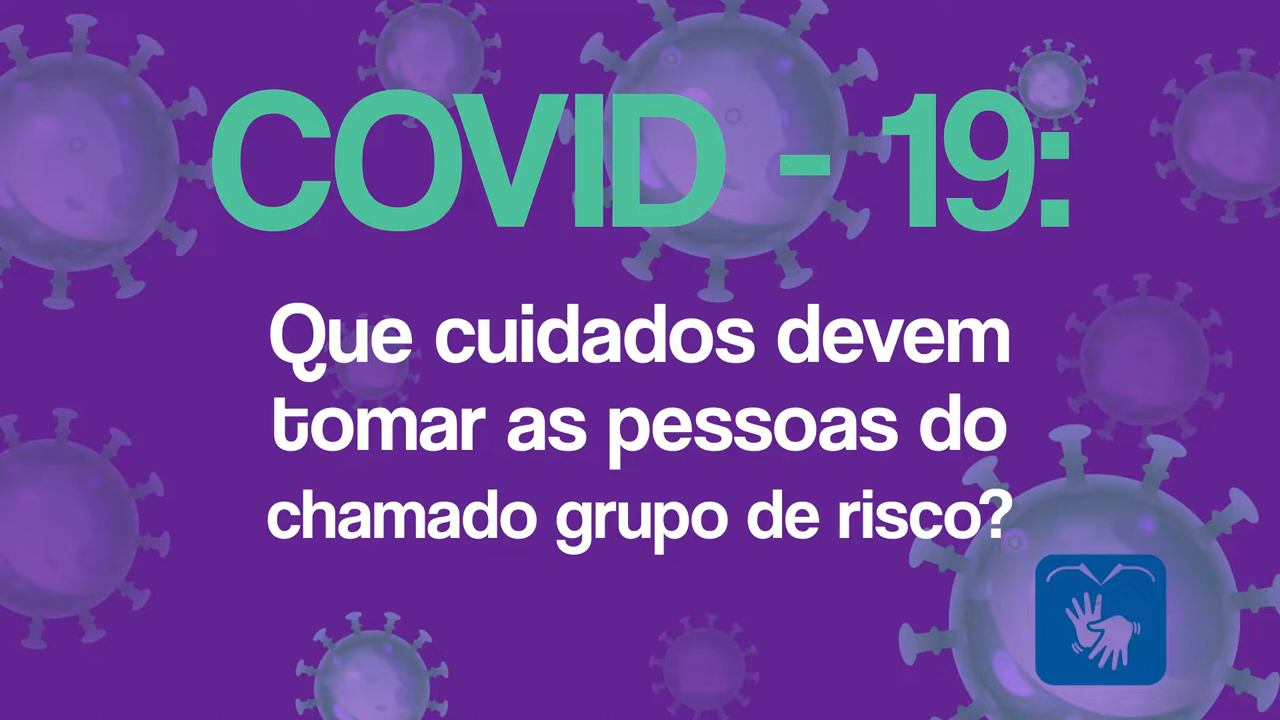 COVID - 19:
Que cuidados devem
tomar as pessoas do
chamado grupo de risco?